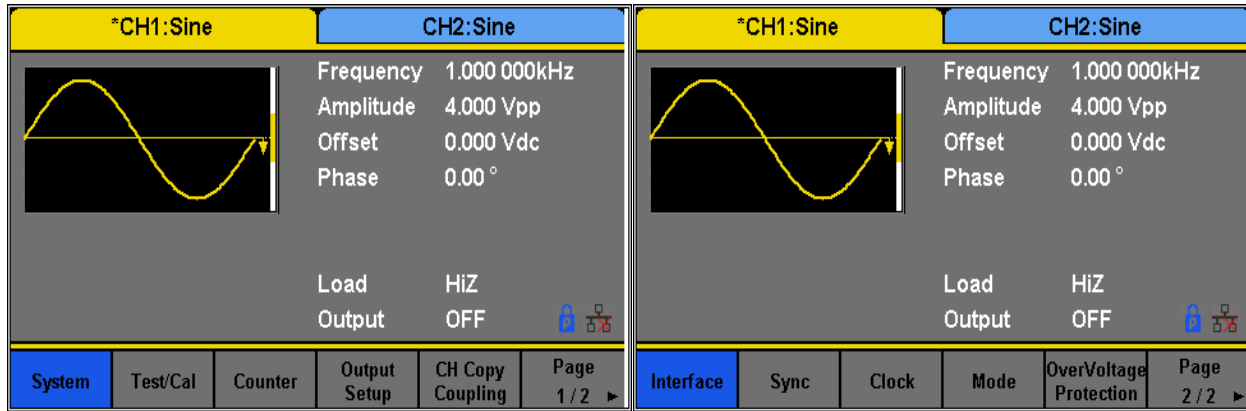 *CH1:Sine CH2:Sine
Frequency 1.000 000kHz
Amplitude 4.000 Vpp
Offset 0.000 Vdc
Phase 0.00 °
Load HiZ
Output OFF P
System Test/Cal Counter Output Setup CH Copy Coupling Page 1/2 ►
*CH1:Sine CH2:Sine
Frequency 1.000 000kHz
Amplitude 4.000 Vpp
Offset 0.000 Vdc
Phase 0.00 °
Load HiZ
Output OFF P
Interface Sync Clock Mode OverVoltage Protection Page 2/2 ►